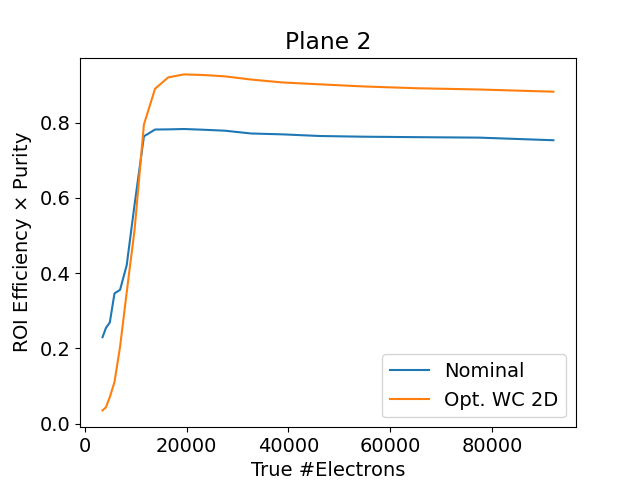 Plane 2
ROI Efficiency × Purity
0.8
0.6
0.4
0.2
0.0
0
20000
40000
60000
80000
True #Electrons
Nominal
Opt. WC 2D